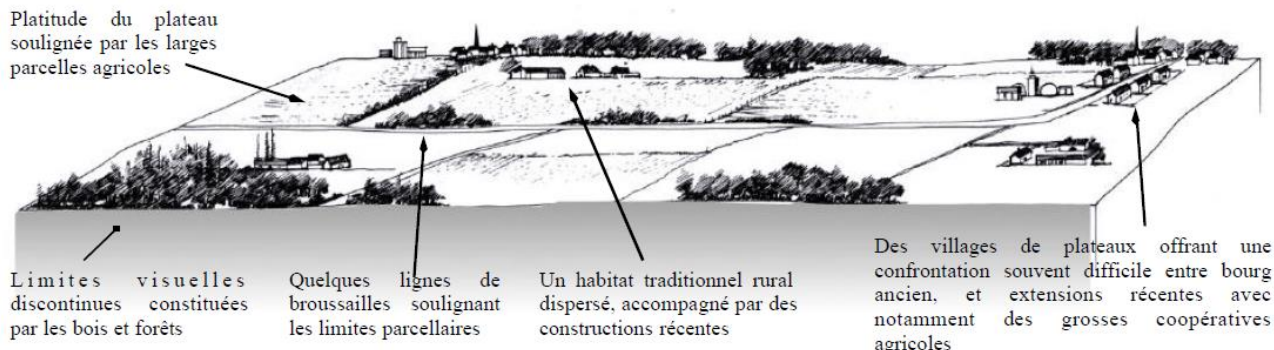 Platitude du plateau
soulignée par les larges
parcelles agricoles
Limites visuelles
discontinues constituées
par les bois et forêts
Quelques lignes de
broussailles soulignant
les limites parcellaires
Un habitat traditionnel rural
dispersé, accompagné par des
constructions récentes
Des villages de plateaux offrant une
confrontation souvent difficile entre bourg
ancien, et extensions récentes avec
notamment des grosses coopératives
agricoles